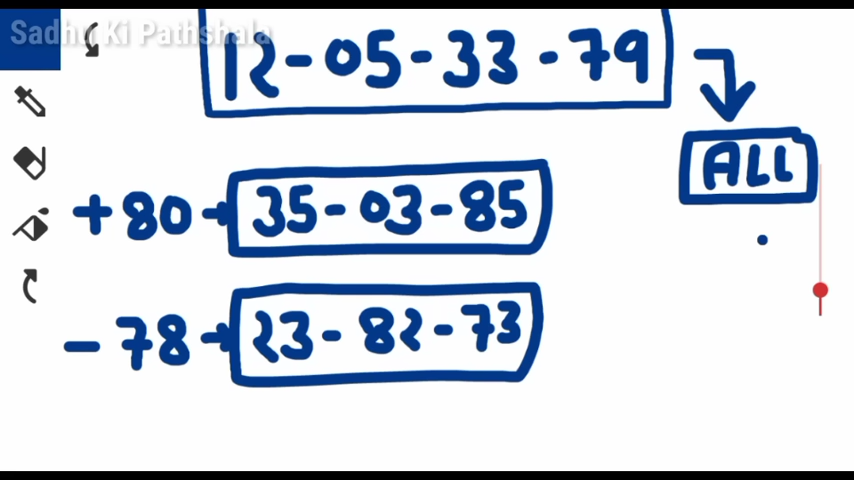 Sadhu Ki Pathshala
12-05-33-79
ALL
+80→ 35-03-85
-78→ 23-82-73